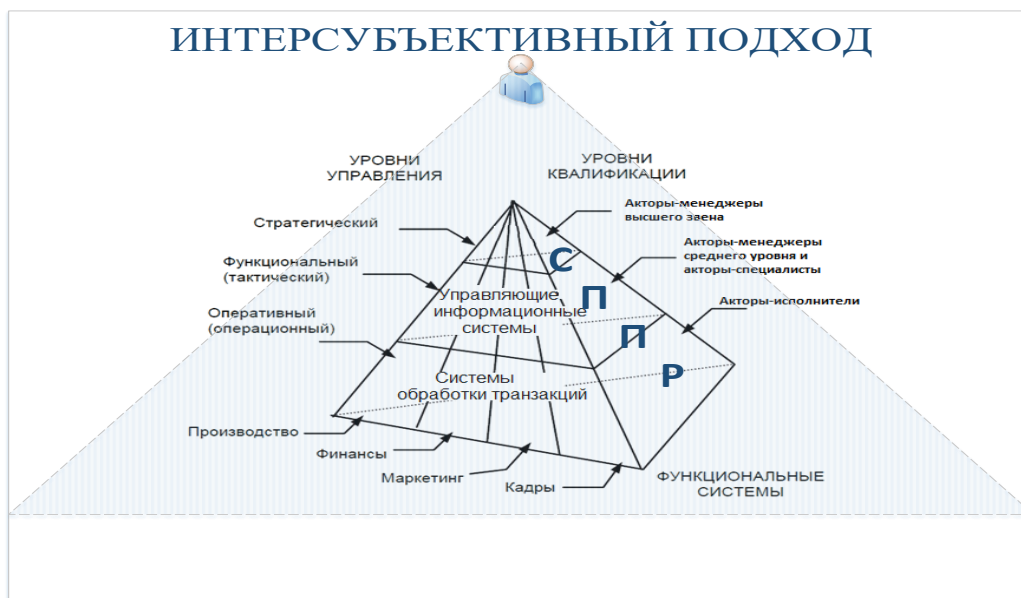 ИНТЕРСУБЪЕКТИВНЫЙ ПОДХОД
УРОВНИ
УПРАВЛЕНИЯ
УРОВНИ
КВАЛИФИКАЦИИ
Стратегический
Функциональный
(тактический)
Оперативный
(операционный)
Акторы-менеджеры
высшего звена
Акторы-менеджеры
среднего уровня и
акторы-специалисты
Акторы-исполнители
С
П
П
Р
Управляющие
информационные
системы
Системы
обработки транзакций
Производство
Финансы
Маркетинг
Кадры
ФУНКЦИОНАЛЬНЫЕ
СИСТЕМЫ